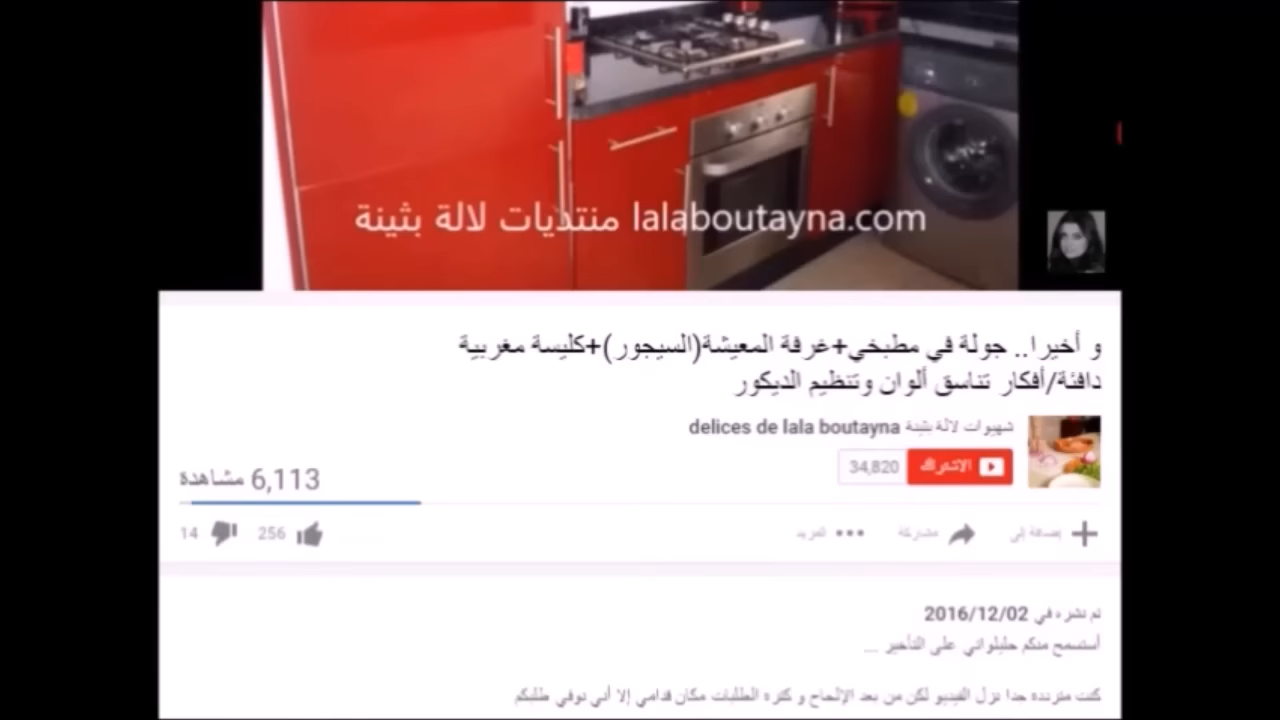 منتديات لالة بثينة lalaboutayna.com
و أخيرا.. جولة في مطبخي+غرفة المعيشة(السيجور)+كليسة مغربية
دافئة/أفكار تناسق ألوان وتنظيم الديكور
شهيوات لالة بثينة delices de lala boutayna
الاشتراك 34,820
6,113 مشاهدة
إضافة إلى مشاركة المزيد 256 14
تم نشره في 2016/12/02
أستسمح منكم حليلواتي على التأخير ...
كنت مترددة جدا نزل الفيديو لكن من بعد الإلحاح و كثرة الطلبات مكان قدامي إلا أني نوفي طلبكم